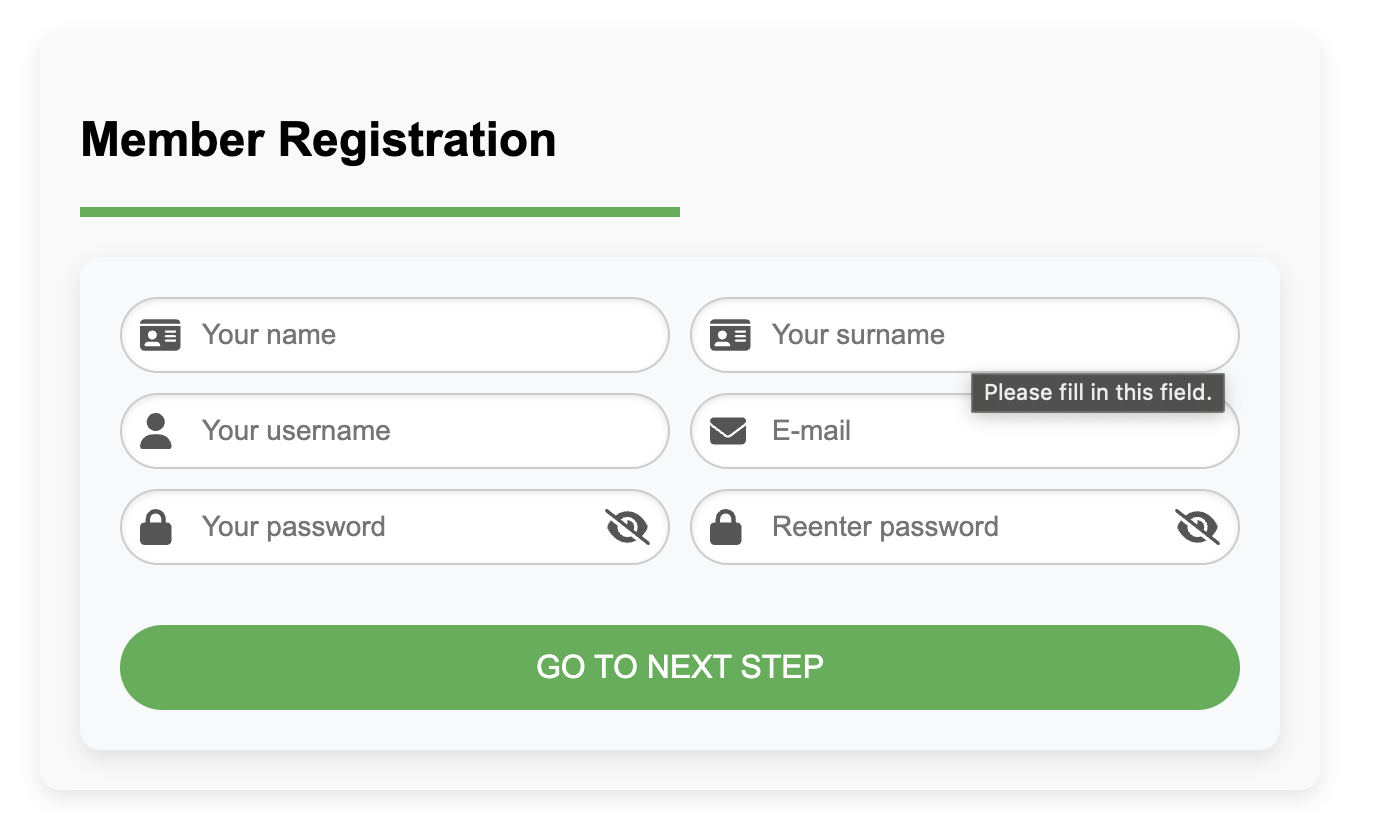 Member Registration
Your name
Your surname
Please fill in this field.
Your username
E-mail
Your password
Reenter password
GO TO NEXT STEP